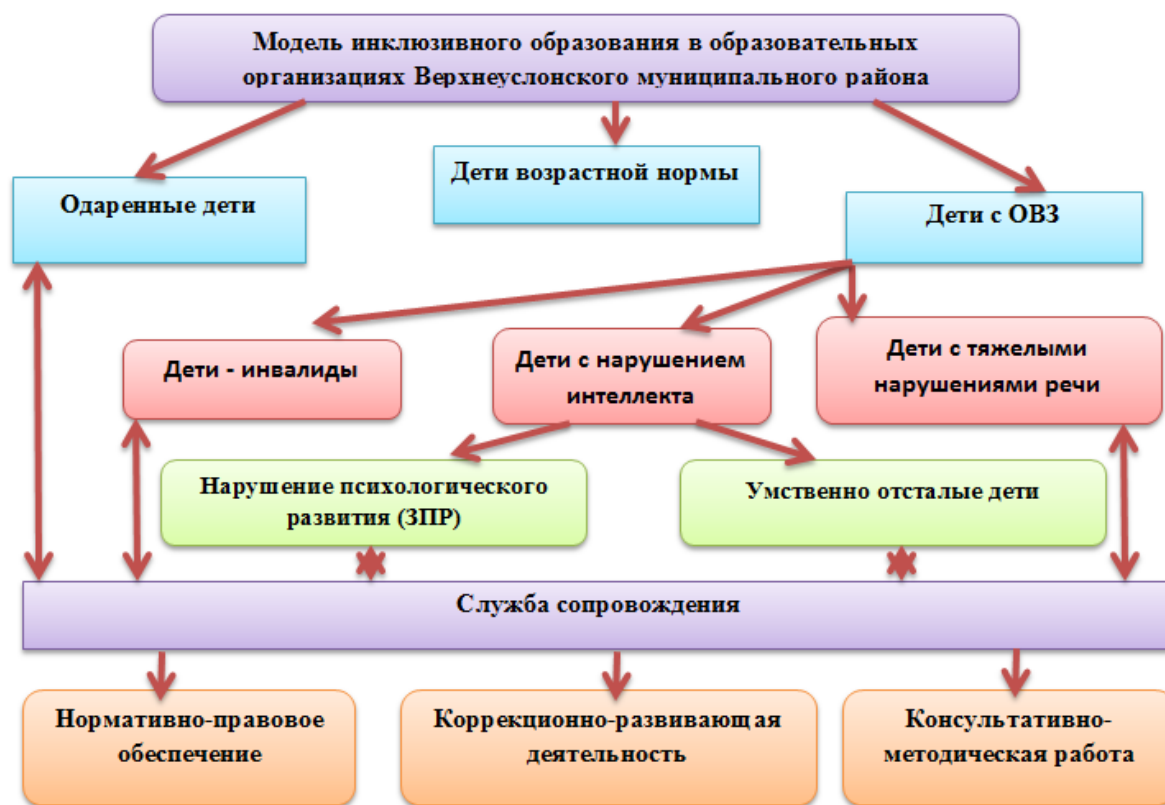 Модель инклюзивного образования в образовательных
организациях Верхнеуслонского муниципального района
Одаренные дети
Дети возрастной нормы
Дети с ОВЗ
Дети - инвалиды
Дети с нарушением
интеллекта
Дети с тяжелыми
нарушениями речи
Нарушение психологического
развития (ЗПР)
Умственно отсталые дети
Служба сопровождения
Нормативно-правовое
обеспечение
Коррекционно-развивающая
деятельность
Консультативно-
методическая работа